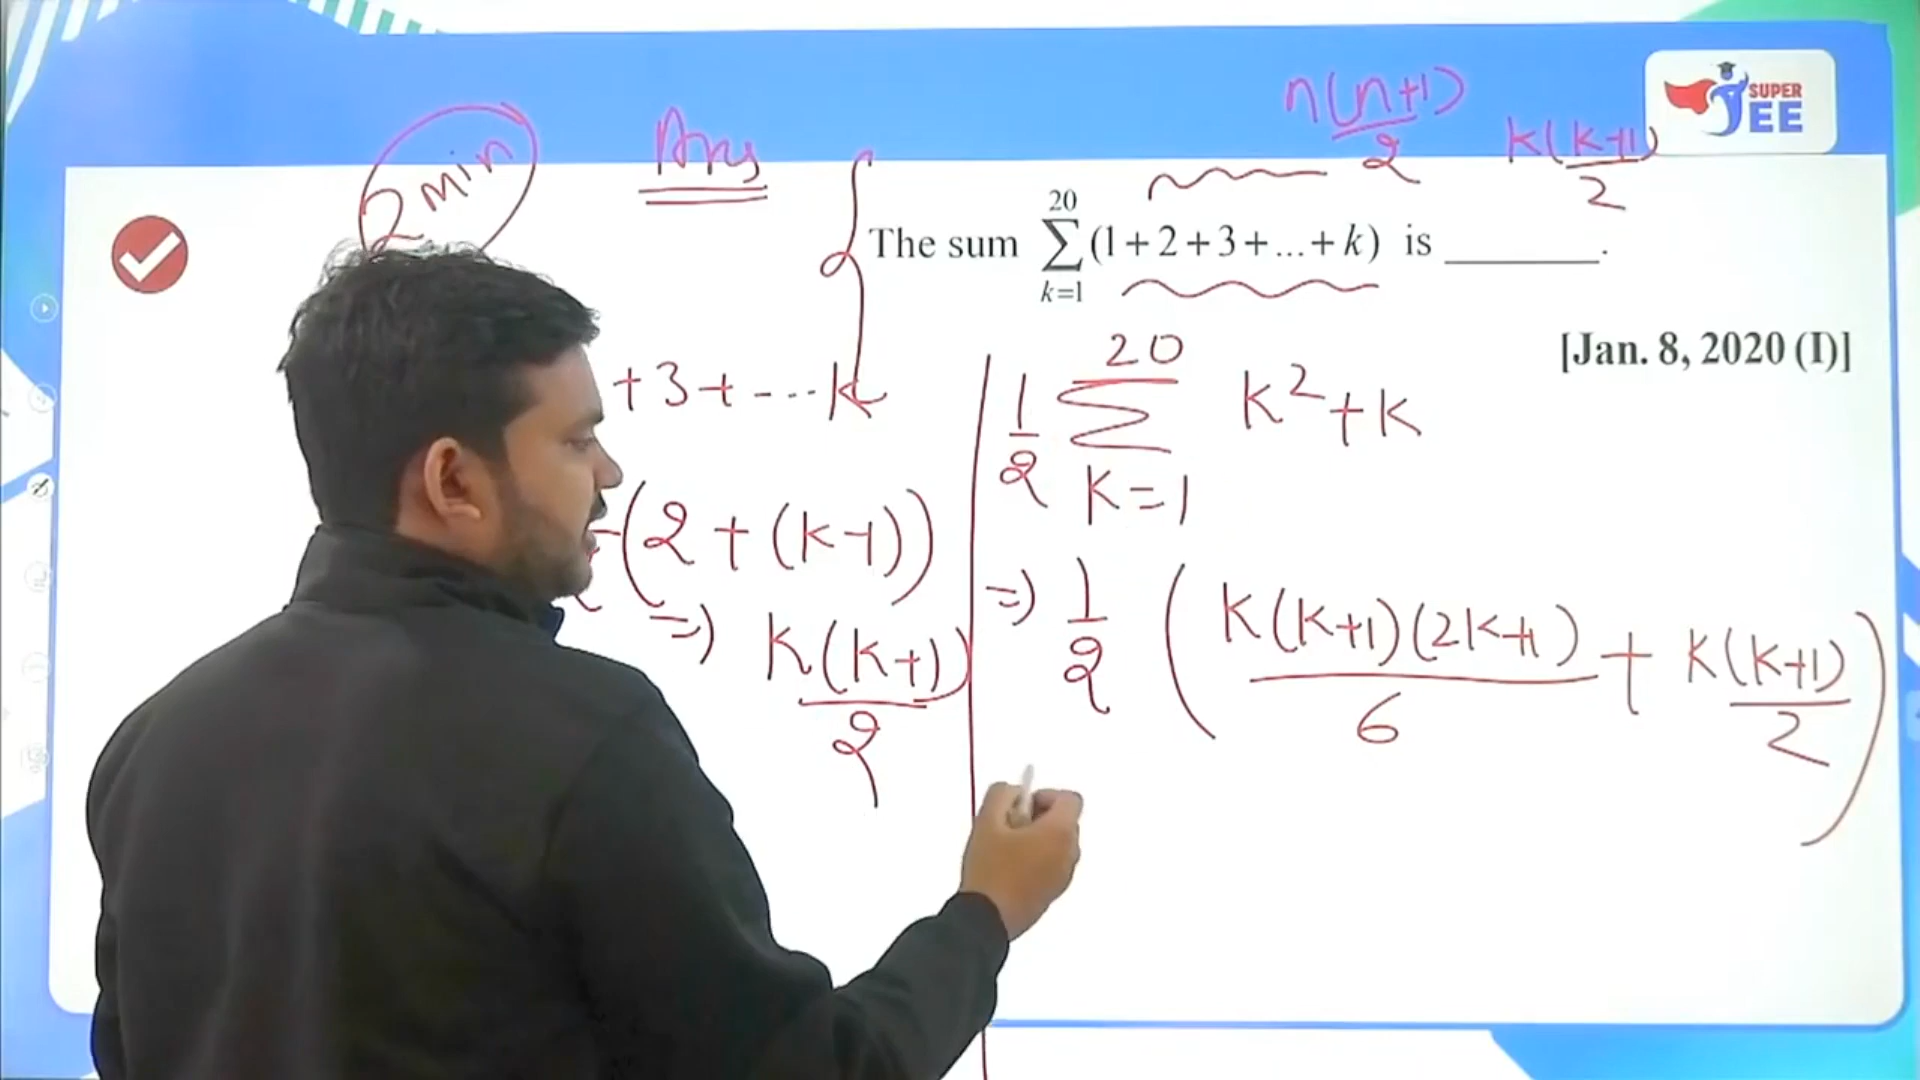 2 min
Ans
n(n+1)
2
k(k+1)
2
SUPER
JEE
The sum 20 ∑ k=1 (1+2+3+...+k) is ________.
[Jan. 8, 2020 (I)]
+3+---k
(2+(k-1))
=) k(k+1)
2
1/2 20 ∑ K=1 K²+K
=) 1/2 ( K(K+1)(2K+1)/6 + K(K+1)/2 )